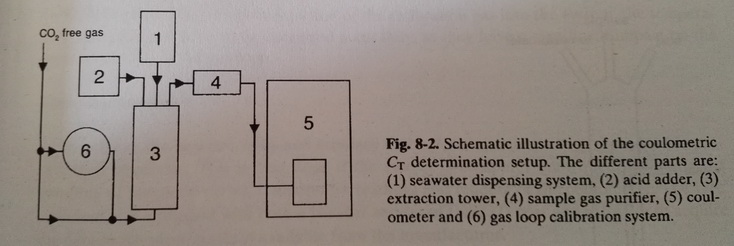 CO₂ free gas
1
2
4
5
6
3
Fig. 8-2. Schematic illustration of the coulometric
C_T determination setup. The different parts are:
(1) seawater dispensing system, (2) acid adder, (3)
extraction tower, (4) sample gas purifier, (5) coul-
ometer and (6) gas loop calibration system.